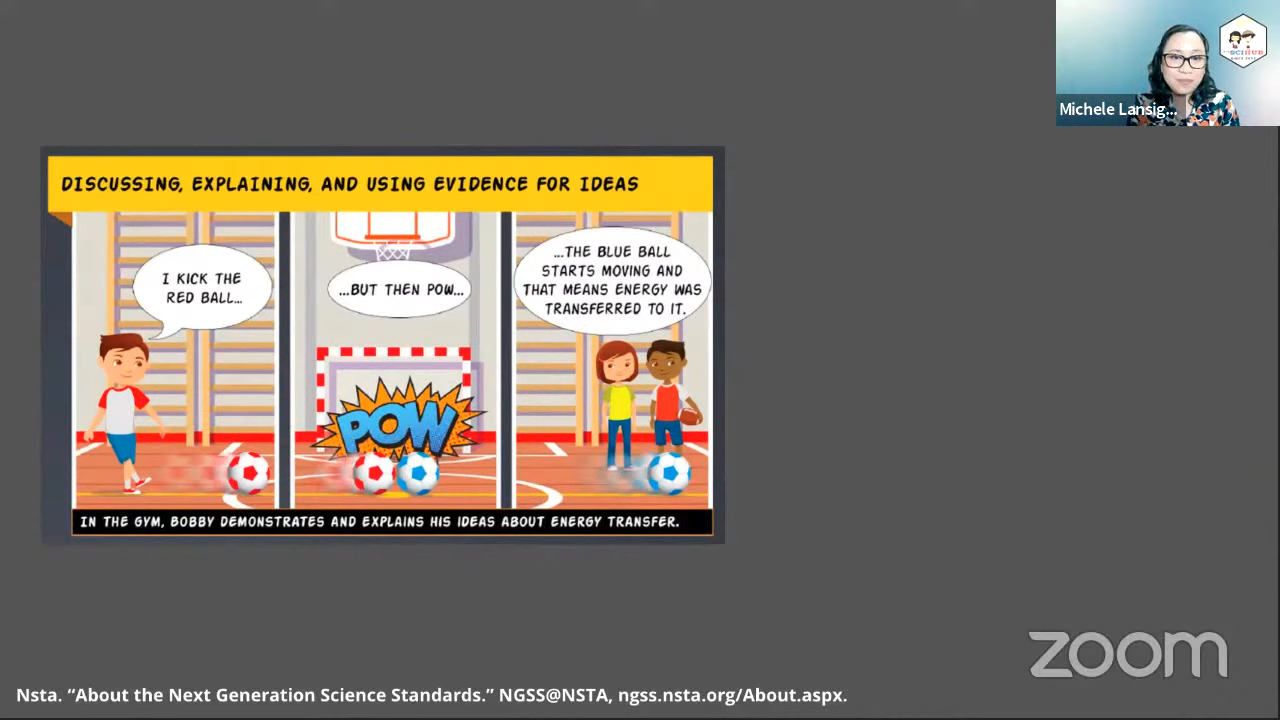 SCIHUB
SINCE 2012
Michele Lansig...
DISCUSSING, EXPLAINING, AND USING EVIDENCE FOR IDEAS
I KICK THE
RED BALL...
...BUT THEN POW...
...THE BLUE BALL
STARTS MOVING AND
THAT MEANS ENERGY WAS
TRANSFERRED TO IT.
POW
IN THE GYM, BOBBY DEMONSTRATES AND EXPLAINS HIS IDEAS ABOUT ENERGY TRANSFER.
zoom
Nsta. “About the Next Generation Science Standards.” NGSS@NSTA, ngss.nsta.org/About.aspx.